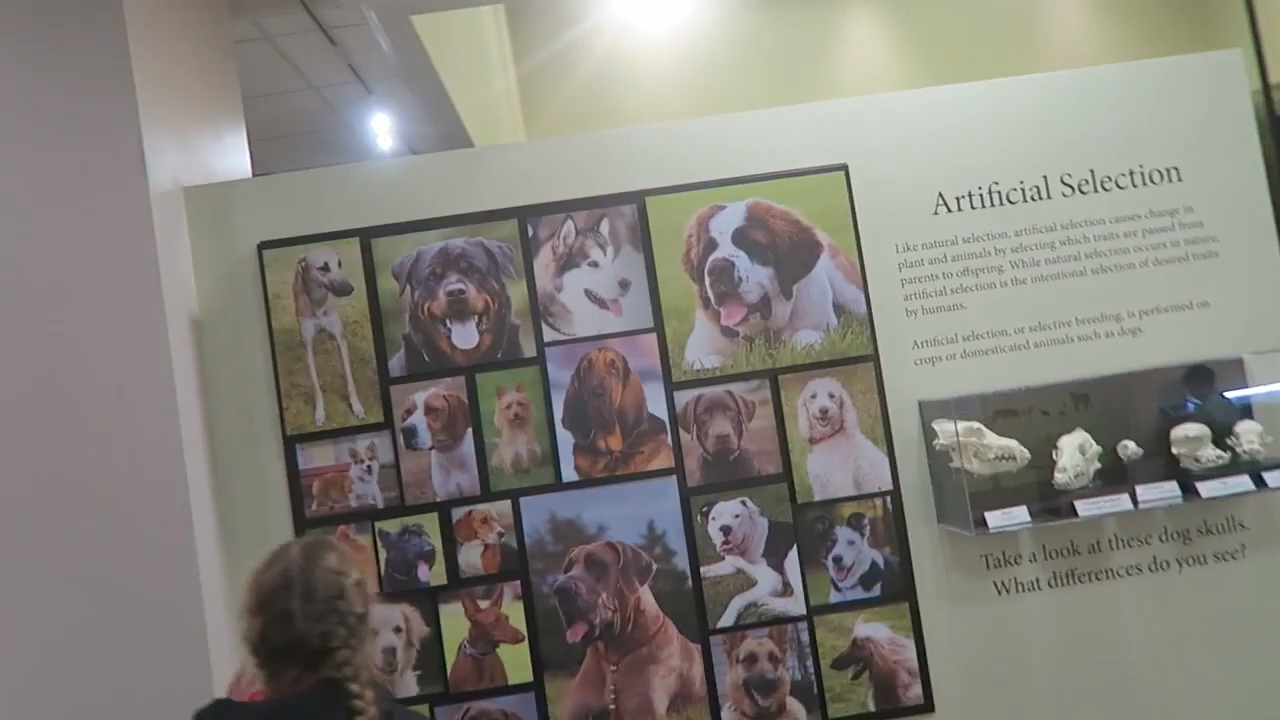 Artificial Selection
Like natural selection, artificial selection causes change in
plant and animals by selecting which traits are passed from
parents to offspring. While natural selection occurs in nature,
artificial selection is the intentional selection of desired traits
by humans.
Artificial selection, or selective breeding, is performed on
crops or domesticated animals such as dogs.
Take a look at these dog skulls.
What differences do you see?